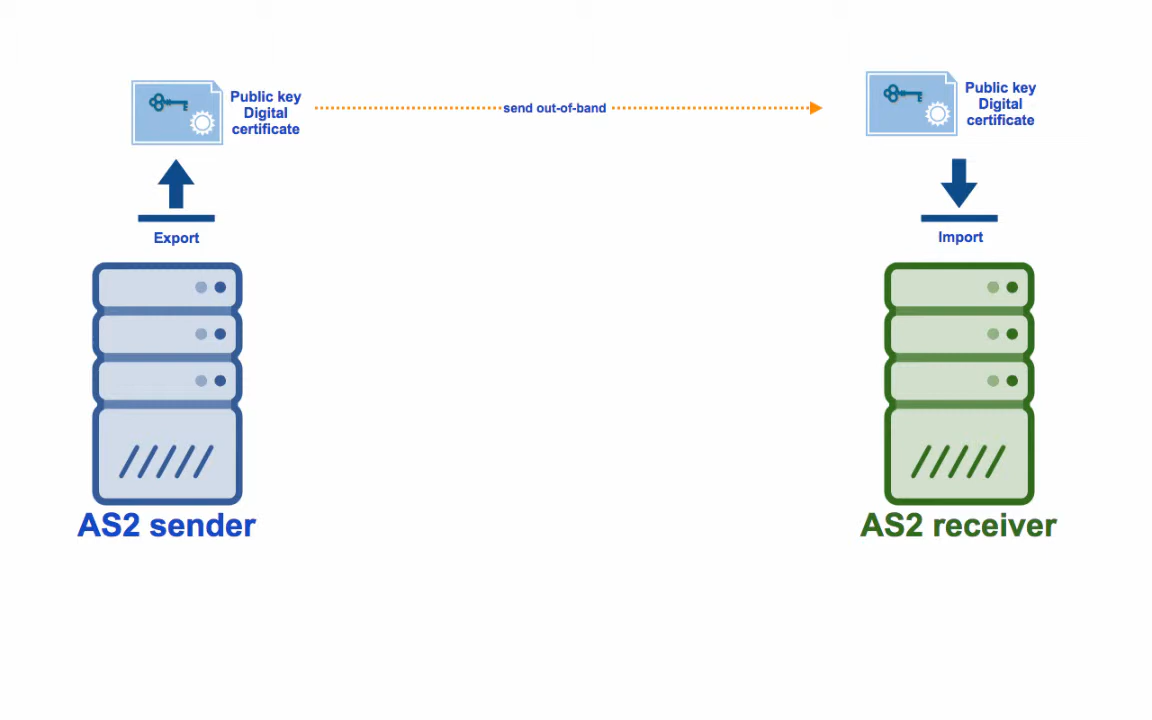 Public key
Digital
certificate
send out-of-band
Public key
Digital
certificate
Export
Import
AS2 sender
AS2 receiver